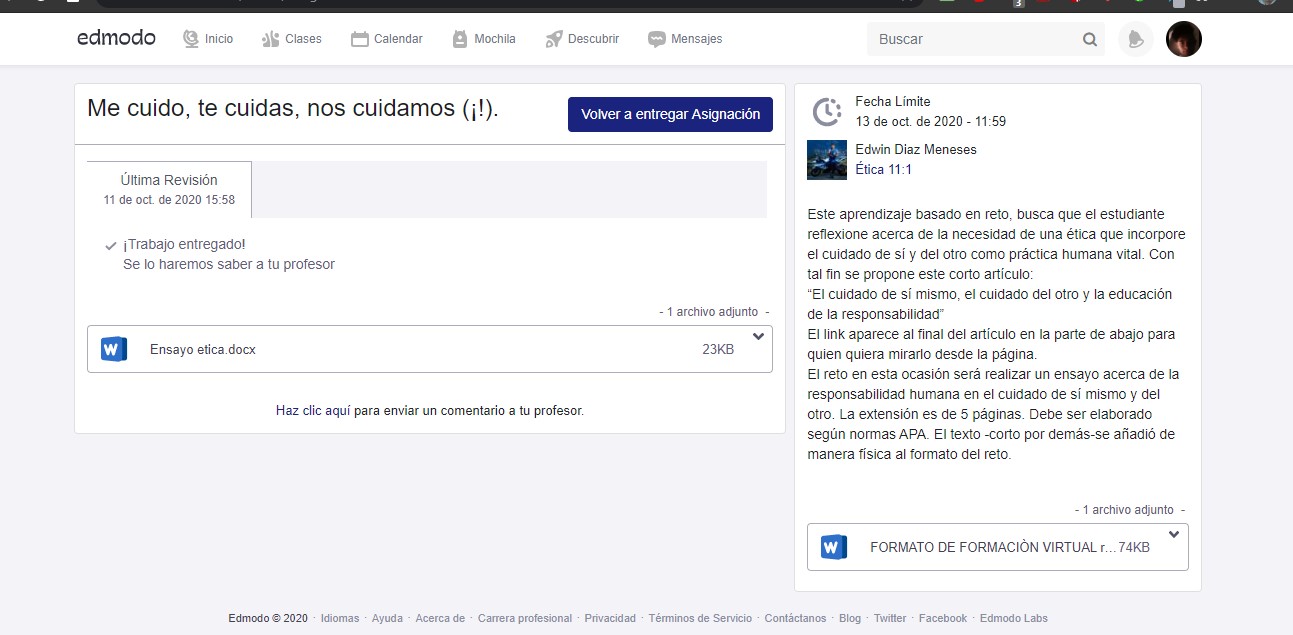 3
edmodo
Inicio
Clases
Calendar
Mochila
Descubrir
Mensajes
Buscar
Me cuido, te cuidas, nos cuidamos (¡!).
Volver a entregar Asignación
Última Revisión
11 de oct. de 2020 15:58
¡Trabajo entregado!
Se lo haremos saber a tu profesor
- 1 archivo adjunto -
W
Ensayo etica.docx
23KB
Haz clic aquí para enviar un comentario a tu profesor.
Fecha Límite
13 de oct. de 2020 - 11:59
Edwin Diaz Meneses
Ética 11:1
Este aprendizaje basado en reto, busca que el estudiante
reflexione acerca de la necesidad de una ética que incorpore
el cuidado de sí y del otro como práctica humana vital. Con
tal fin se propone este corto artículo:
“El cuidado de sí mismo, el cuidado del otro y la educación
de la responsabilidad”
El link aparece al final del artículo en la parte de abajo para
quien quiera mirarlo desde la página.
El reto en esta ocasión será realizar un ensayo acerca de la
responsabilidad humana en el cuidado de sí mismo y del
otro. La extensión es de 5 páginas. Debe ser elaborado
según normas APA. El texto -corto por demás-se añadió de
manera física al formato del reto.
- 1 archivo adjunto -
W
FORMATO DE FORMACIÒN VIRTUAL r... 74KB
Edmodo © 2020 · Idiomas · Ayuda · Acerca de · Carrera profesional · Privacidad · Términos de Servicio · Contáctanos · Blog · Twitter · Facebook · Edmodo Labs